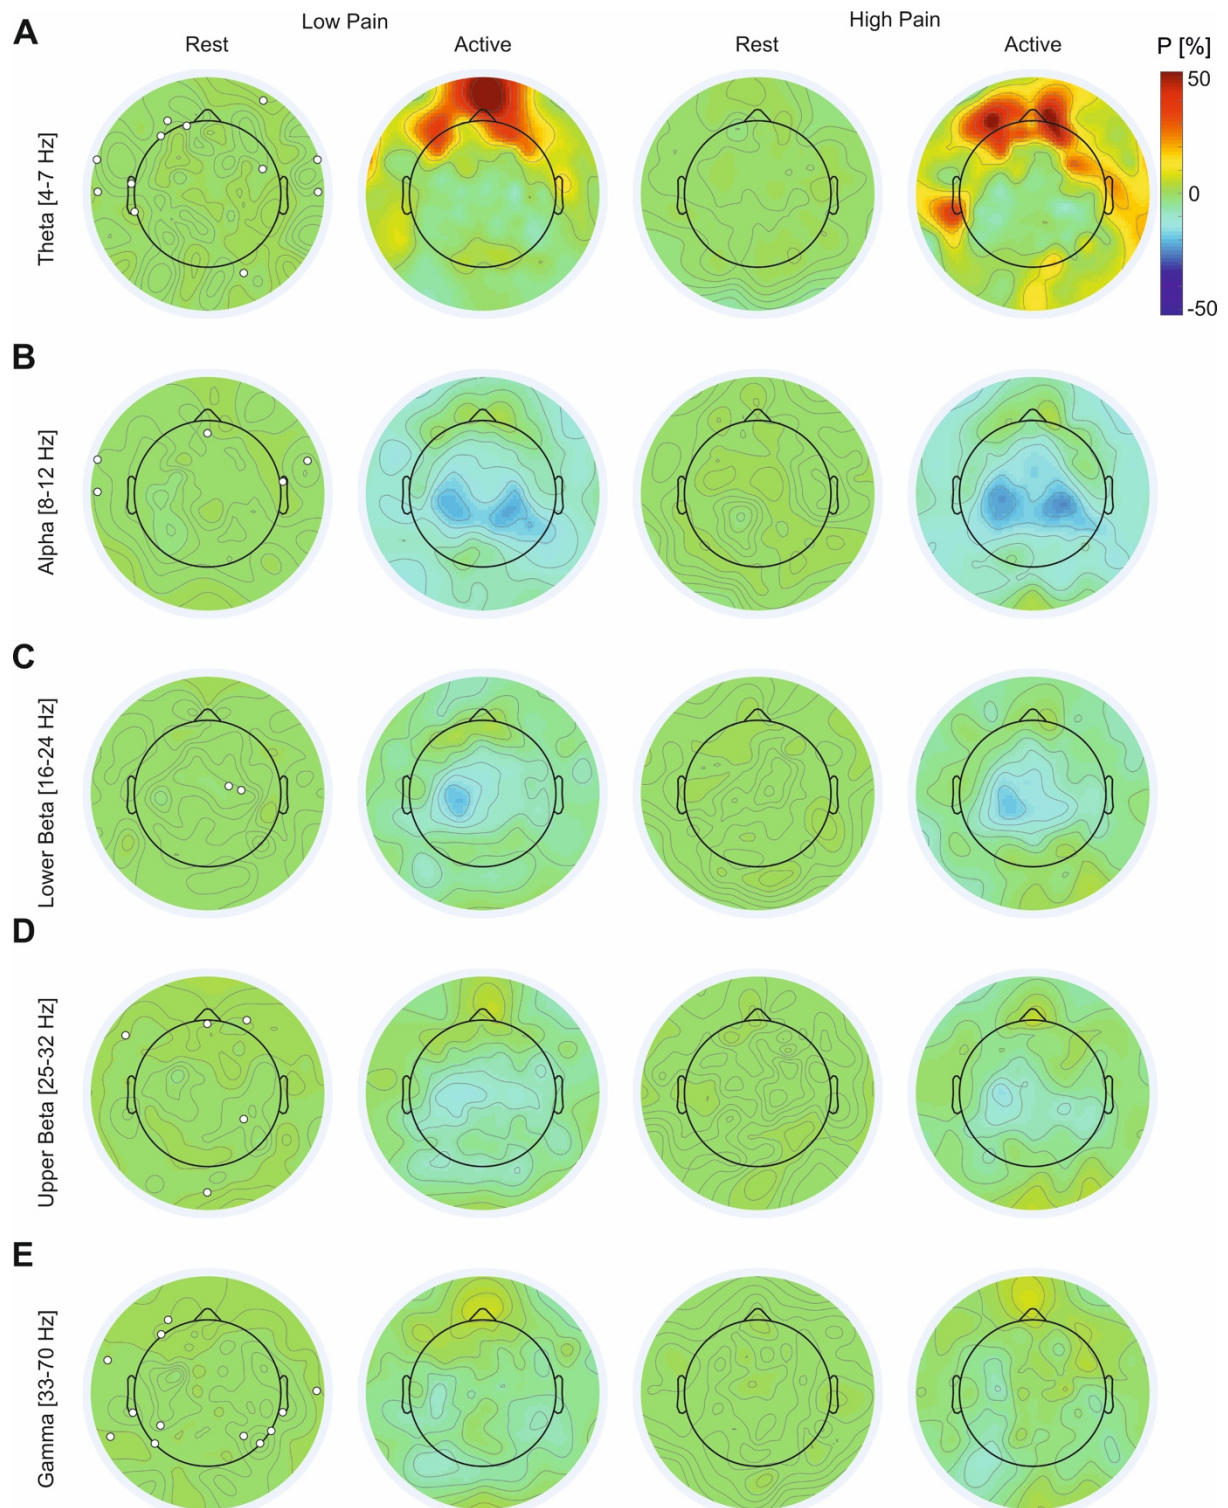 Low Pain
High Pain
Rest
Active
Rest
Active
P [%]
A
Theta [4-7 Hz]
50
0
-50
B
Alpha [8-12 Hz]
C
Lower Beta [16-24 Hz]
D
Upper Beta [25-32 Hz]
E
Gamma [33-70 Hz]